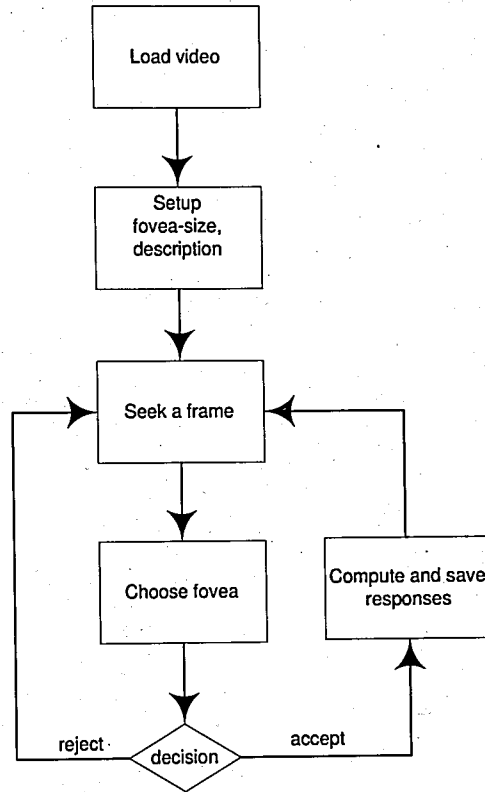 Load video
Setup
fovea-size,
description
Seek a frame
Choose fovea
Compute and save
responses
reject
decision
accept